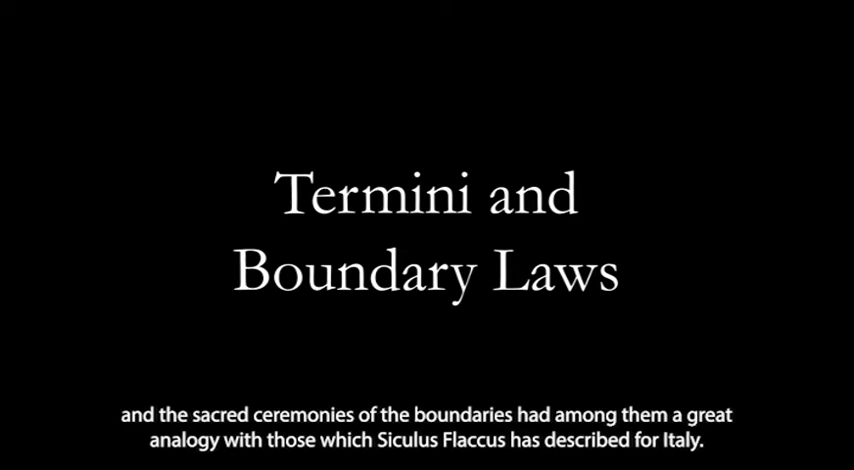 Termini and
Boundary Laws
and the sacred ceremonies of the boundaries had among them a great
analogy with those which Siculus Flaccus has described for Italy.